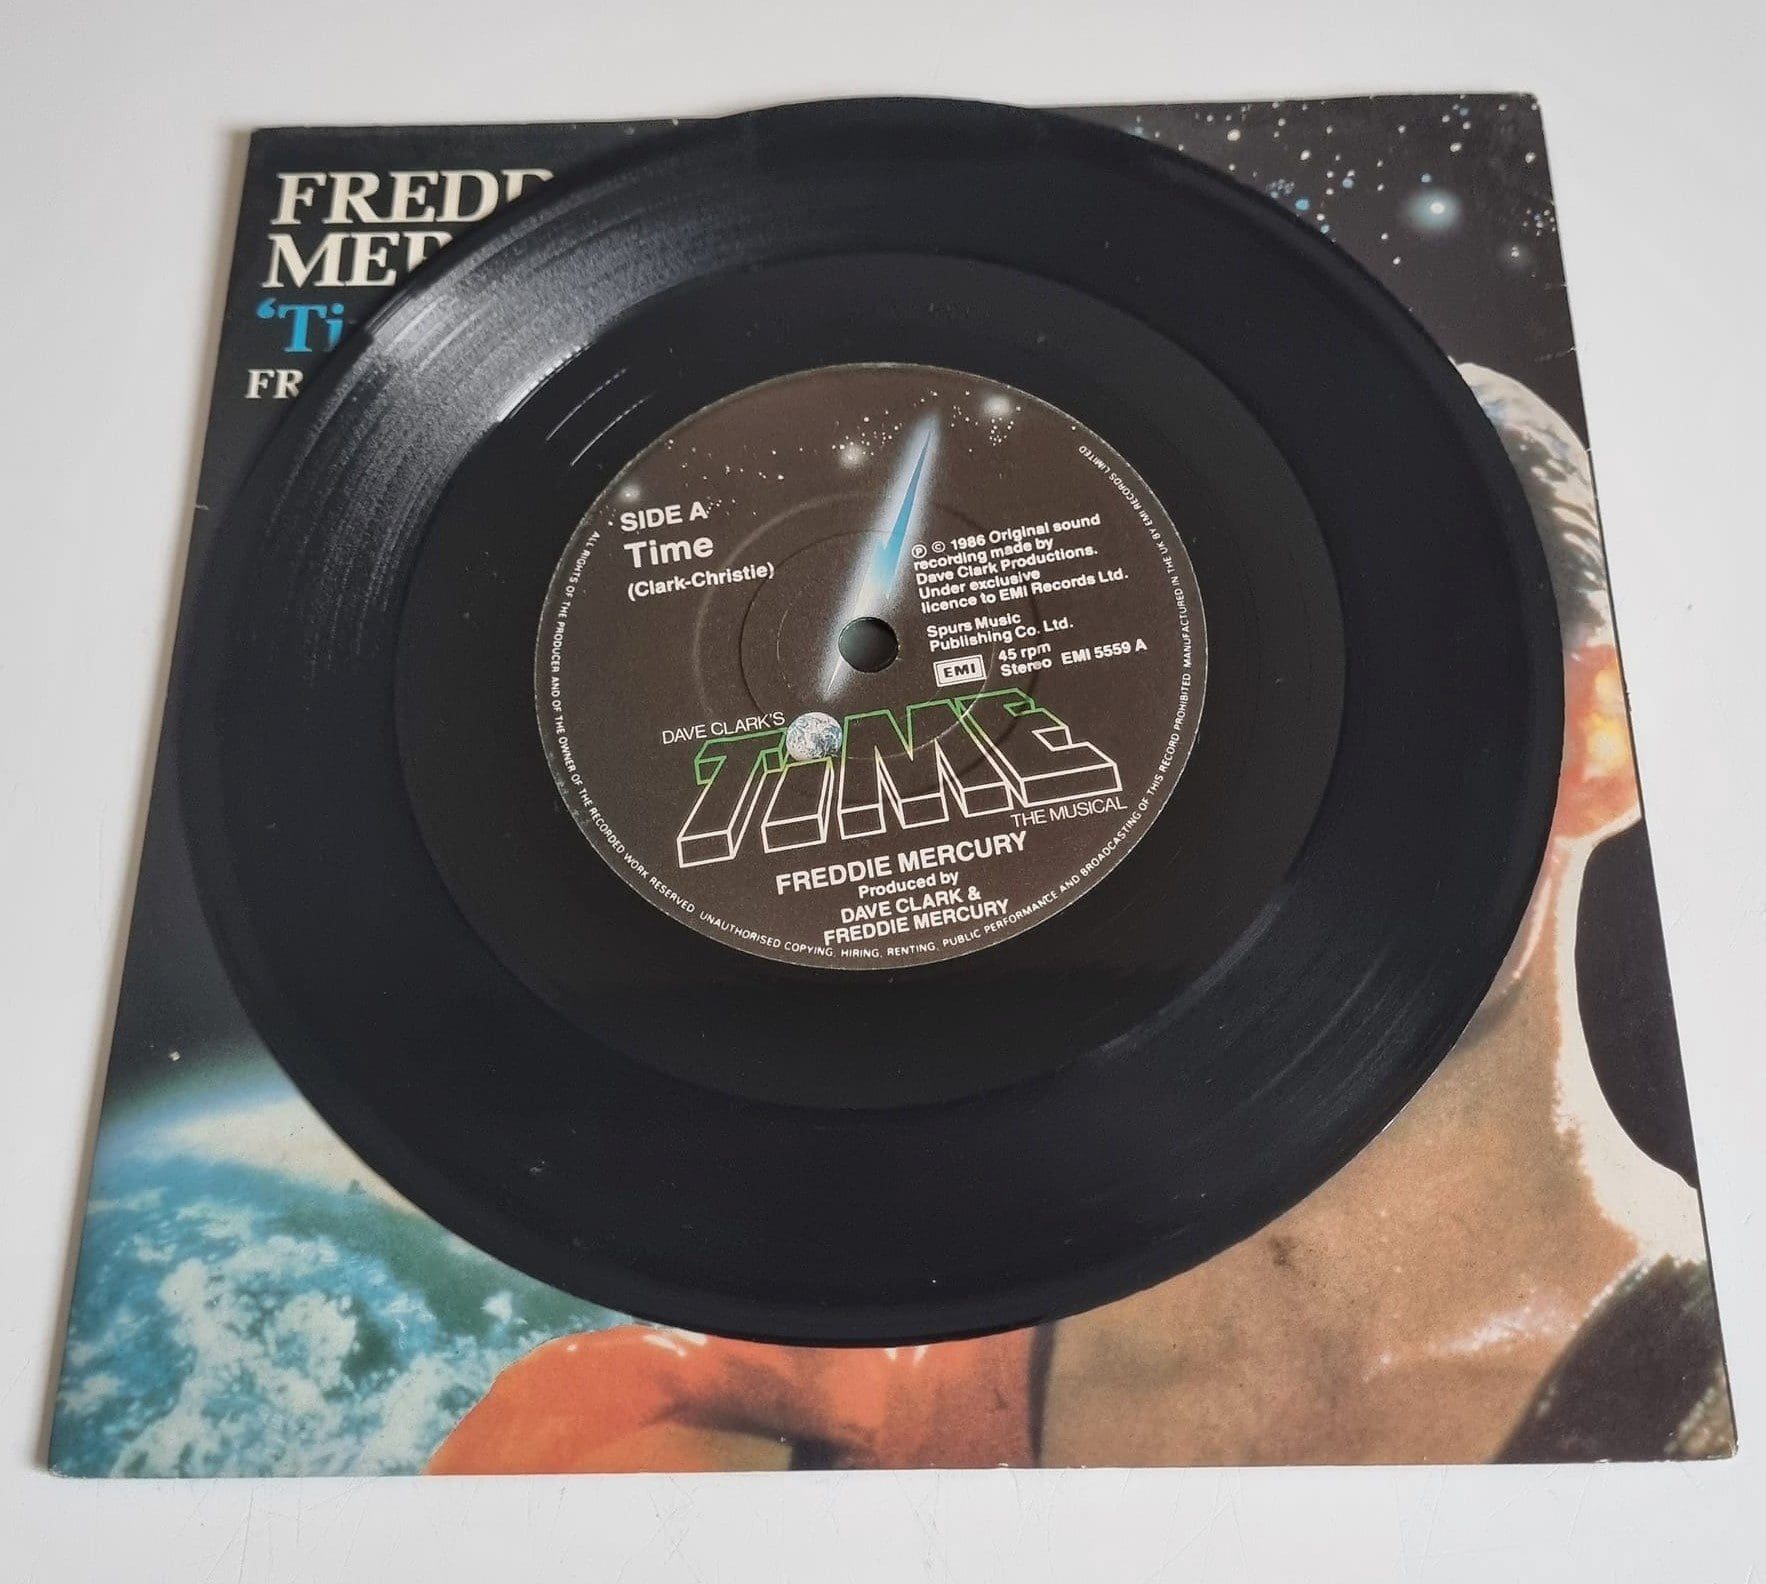 FREDD
MER
‘Ti
FR
SIDE A
Time
(Clark-Christie)
Ⓟ © 1986 Original sound
recording made by
Dave Clark Productions.
Under exclusive
licence to EMI Records Ltd.
Spurs Music
Publishing Co. Ltd.
EMI
45 rpm
Stereo EMI 5559 A
DAVE CLARK'S
TiME
THE MUSICAL
FREDDIE MERCURY
Produced by
DAVE CLARK &
FREDDIE MERCURY
ALL RIGHTS OF THE PRODUCER AND OF THE OWNER OF THE RECORDED WORK RESERVED UNAUTHORISED COPYING, HIRING, RENTING, PUBLIC PERFORMANCE AND BROADCASTING OF THIS RECORD PROHIBITED MANUFACTURED IN THE UK BY EMI RECORDS LIMITED